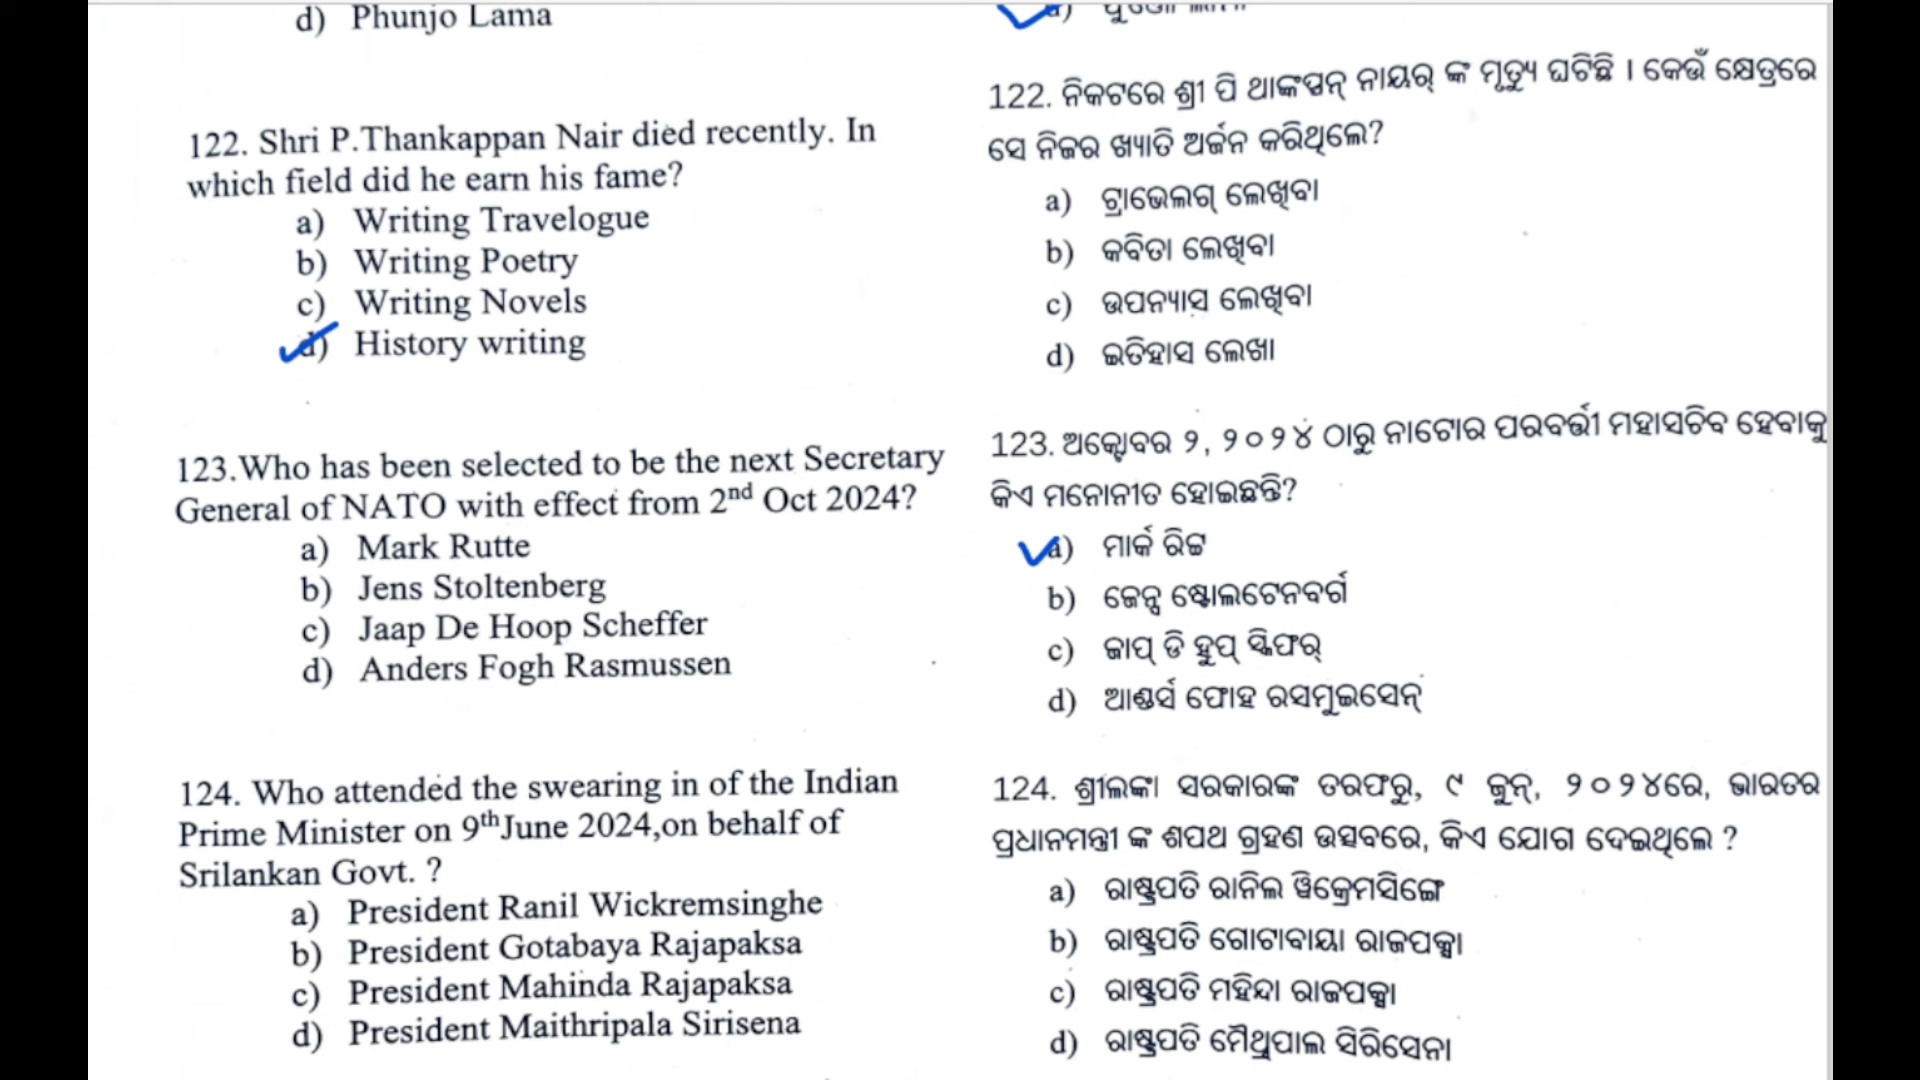 d) Phunjo Lama
122. Shri P.Thankappan Nair died recently. In
which field did he earn his fame?
a) Writing Travelogue
b) Writing Poetry
c) Writing Novels
d) History writing
123.Who has been selected to be the next Secretary
General of NATO with effect from 2nd Oct 2024?
a) Mark Rutte
b) Jens Stoltenberg
c) Jaap De Hoop Scheffer
d) Anders Fogh Rasmussen
124. Who attended the swearing in of the Indian
Prime Minister on 9th June 2024,on behalf of
Srilankan Govt. ?
a) President Ranil Wickremsinghe
b) President Gotabaya Rajapaksa
c) President Mahinda Rajapaksa
d) President Maithripala Sirisena
122. ନିକଟରେ ଶ୍ରୀ ପି ଥାଙ୍କପ୍ପନ୍ ନାୟର୍ ଙ୍କ ମୃତ୍ୟୁ ଘଟିଛି । କେଉଁ କ୍ଷେତ୍ରରେ
ସେ ନିଜର ଖ୍ୟାତି ଅର୍ଜନ କରିଥିଲେ?
a) ଟ୍ରାଭେଲଗ୍ ଲେଖିବା
b) କବିତା ଲେଖିବା
c) ଉପନ୍ୟାସ ଲେଖିବା
d) ଇତିହାସ ଲେଖା
123. ଅକ୍ଟୋବର ୨, ୨୦୨୪ ଠାରୁ ନାଟୋର ପରବର୍ତ୍ତୀ ମହାସଚିବ ହେବାକୁ
କିଏ ମନୋନୀତ ହୋଇଛନ୍ତି?
a) ମାର୍କ ରିଟ୍ଟ
b) ଜେନ୍ସ ଷ୍ଟୋଲଟେନବର୍ଗ
c) ଜାପ୍ ଡି ହୁପ୍ ସ୍କିଫର୍
d) ଆଣ୍ଡର୍ସ ଫୋହ ରସମୁଇସେନ୍
124. ଶ୍ରୀଲଙ୍କା ସରକାରଙ୍କ ତରଫରୁ, ୯ ଜୁନ୍, ୨୦୨୪ରେ, ଭାରତର
ପ୍ରଧାନମନ୍ତ୍ରୀ ଙ୍କ ଶପଥ ଗ୍ରହଣ ଉତ୍ସବରେ, କିଏ ଯୋଗ ଦେଇଥିଲେ ?
a) ରାଷ୍ଟ୍ରପତି ରାନିଲ ୱିକ୍ରେମସିଙ୍ଗେ
b) ରାଷ୍ଟ୍ରପତି ଗୋଟାବାୟା ରାଜପକ୍ସା
c) ରାଷ୍ଟ୍ରପତି ମହିନ୍ଦା ରାଜପକ୍ସା
d) ରାଷ୍ଟ୍ରପତି ମୈଥ୍ରିପାଲ ସିରିସେନା